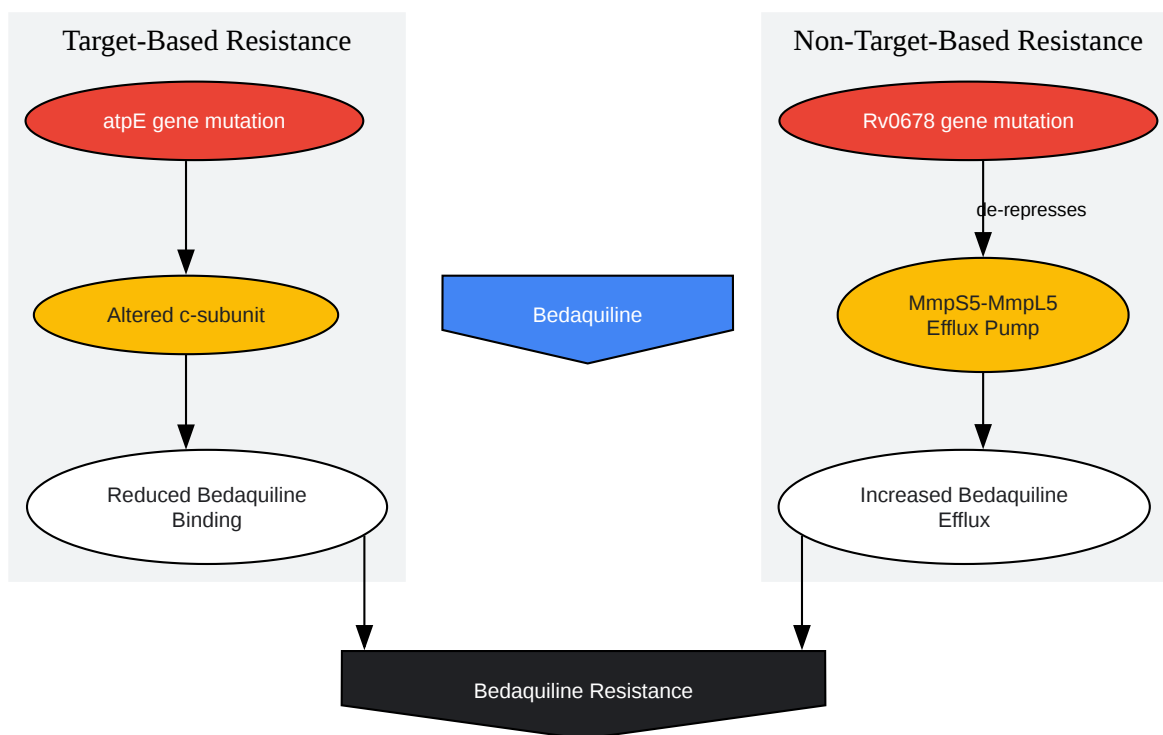 Target-Based Resistance
Non-Target-Based Resistance
atpE gene mutation
Rv0678 gene mutation
de-represses
Altered c-subunit
Bedaquiline
MmpS5-MmpL5
Efflux Pump
Reduced Bedaquiline
Binding
Increased Bedaquiline
Efflux
Bedaquiline Resistance